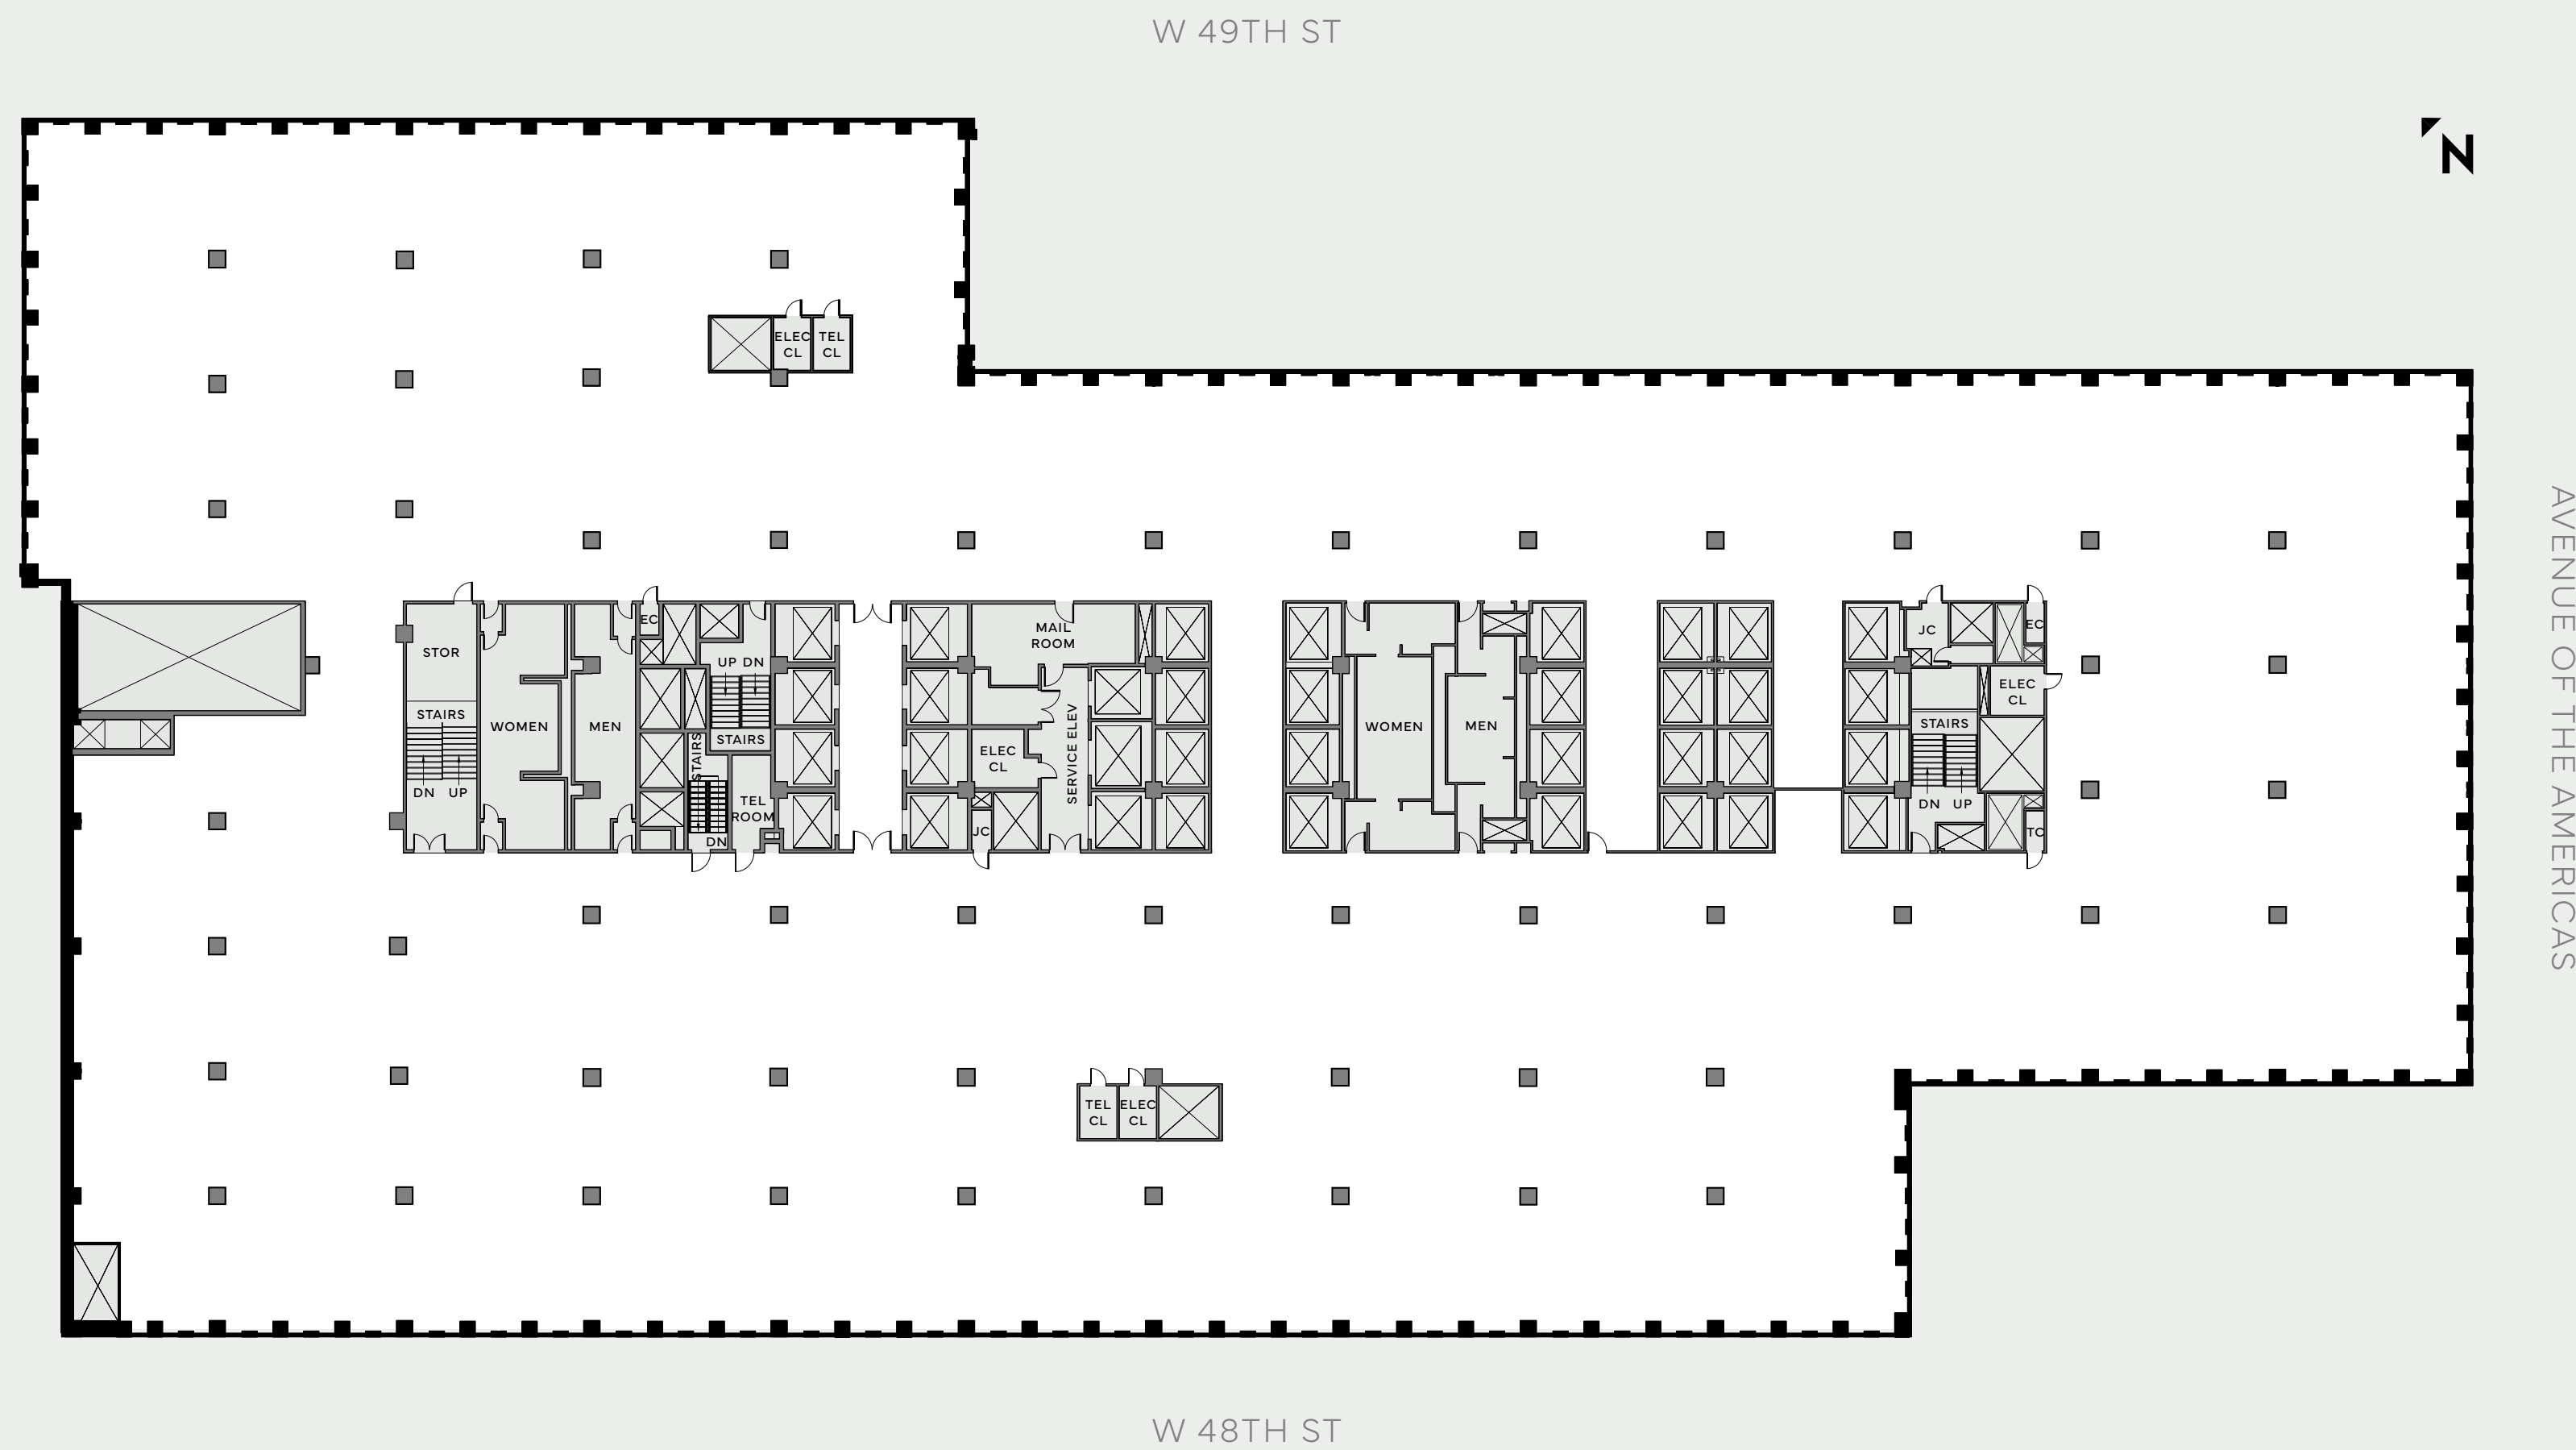 W 49TH ST
N
ELEC
CL
TEL
CL
AVENUE OF THE AMERICAS
STOR
STAIRS
DN UP
WOMEN
MEN
EC
UP DN
STAIRS
STAIRS
DN
TEL
ROOM
MAIL
ROOM
ELEC
CL
JC
SERVICE ELEV
WOMEN
MEN
JC
EC
ELEC
CL
STAIRS
DN UP
TC
TEL
CL
ELEC
CL
W 48TH ST